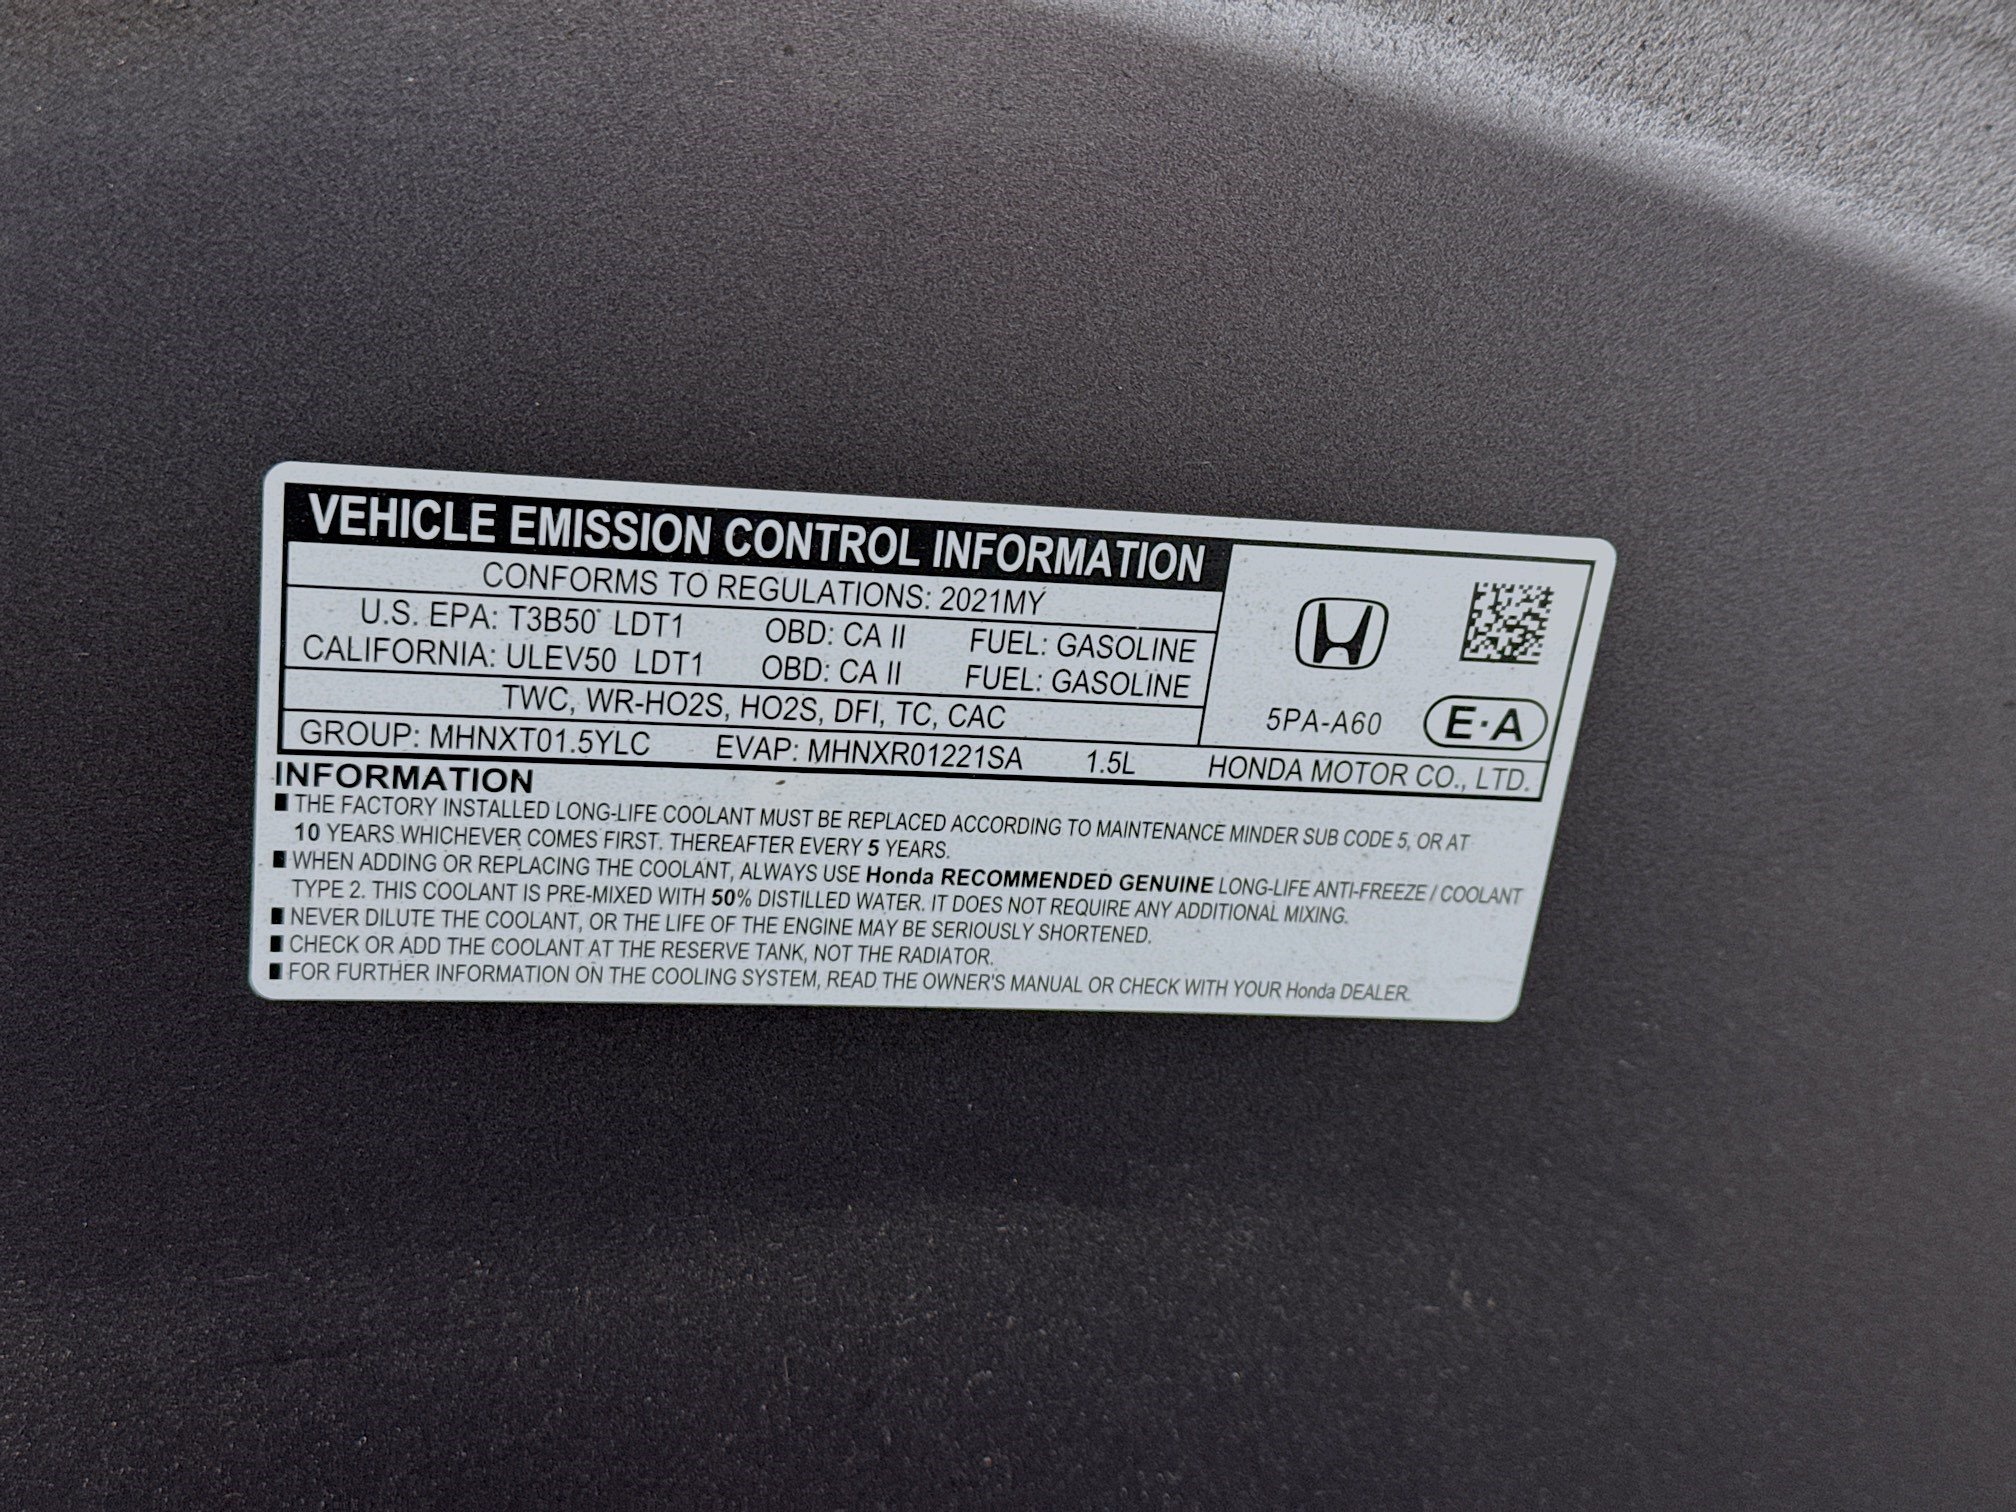 VEHICLE EMISSION CONTROL INFORMATION
CONFORMS TO REGULATIONS: 2021MY
U.S. EPA: T3B50 LDT1 OBD: CA II FUEL: GASOLINE
CALIFORNIA: ULEV50 LDT1 OBD: CA II FUEL: GASOLINE
TWC, WR-HO2S, HO2S, DFI, TC, CAC
5PA-A60 E·A
GROUP: MHNXT01.5YLC EVAP: MHNXR01221SA 1.5L HONDA MOTOR CO., LTD.
INFORMATION
■ THE FACTORY INSTALLED LONG-LIFE COOLANT MUST BE REPLACED ACCORDING TO MAINTENANCE MINDER SUB CODE 5, OR AT
10 YEARS WHICHEVER COMES FIRST. THEREAFTER EVERY 5 YEARS.
■ WHEN ADDING OR REPLACING THE COOLANT, ALWAYS USE Honda RECOMMENDED GENUINE LONG-LIFE ANTI-FREEZE / COOLANT
TYPE 2. THIS COOLANT IS PRE-MIXED WITH 50% DISTILLED WATER. IT DOES NOT REQUIRE ANY ADDITIONAL MIXING.
■ NEVER DILUTE THE COOLANT, OR THE LIFE OF THE ENGINE MAY BE SERIOUSLY SHORTENED.
■ CHECK OR ADD THE COOLANT AT THE RESERVE TANK, NOT THE RADIATOR.
■ FOR FURTHER INFORMATION ON THE COOLING SYSTEM, READ THE OWNER'S MANUAL OR CHECK WITH YOUR Honda DEALER.